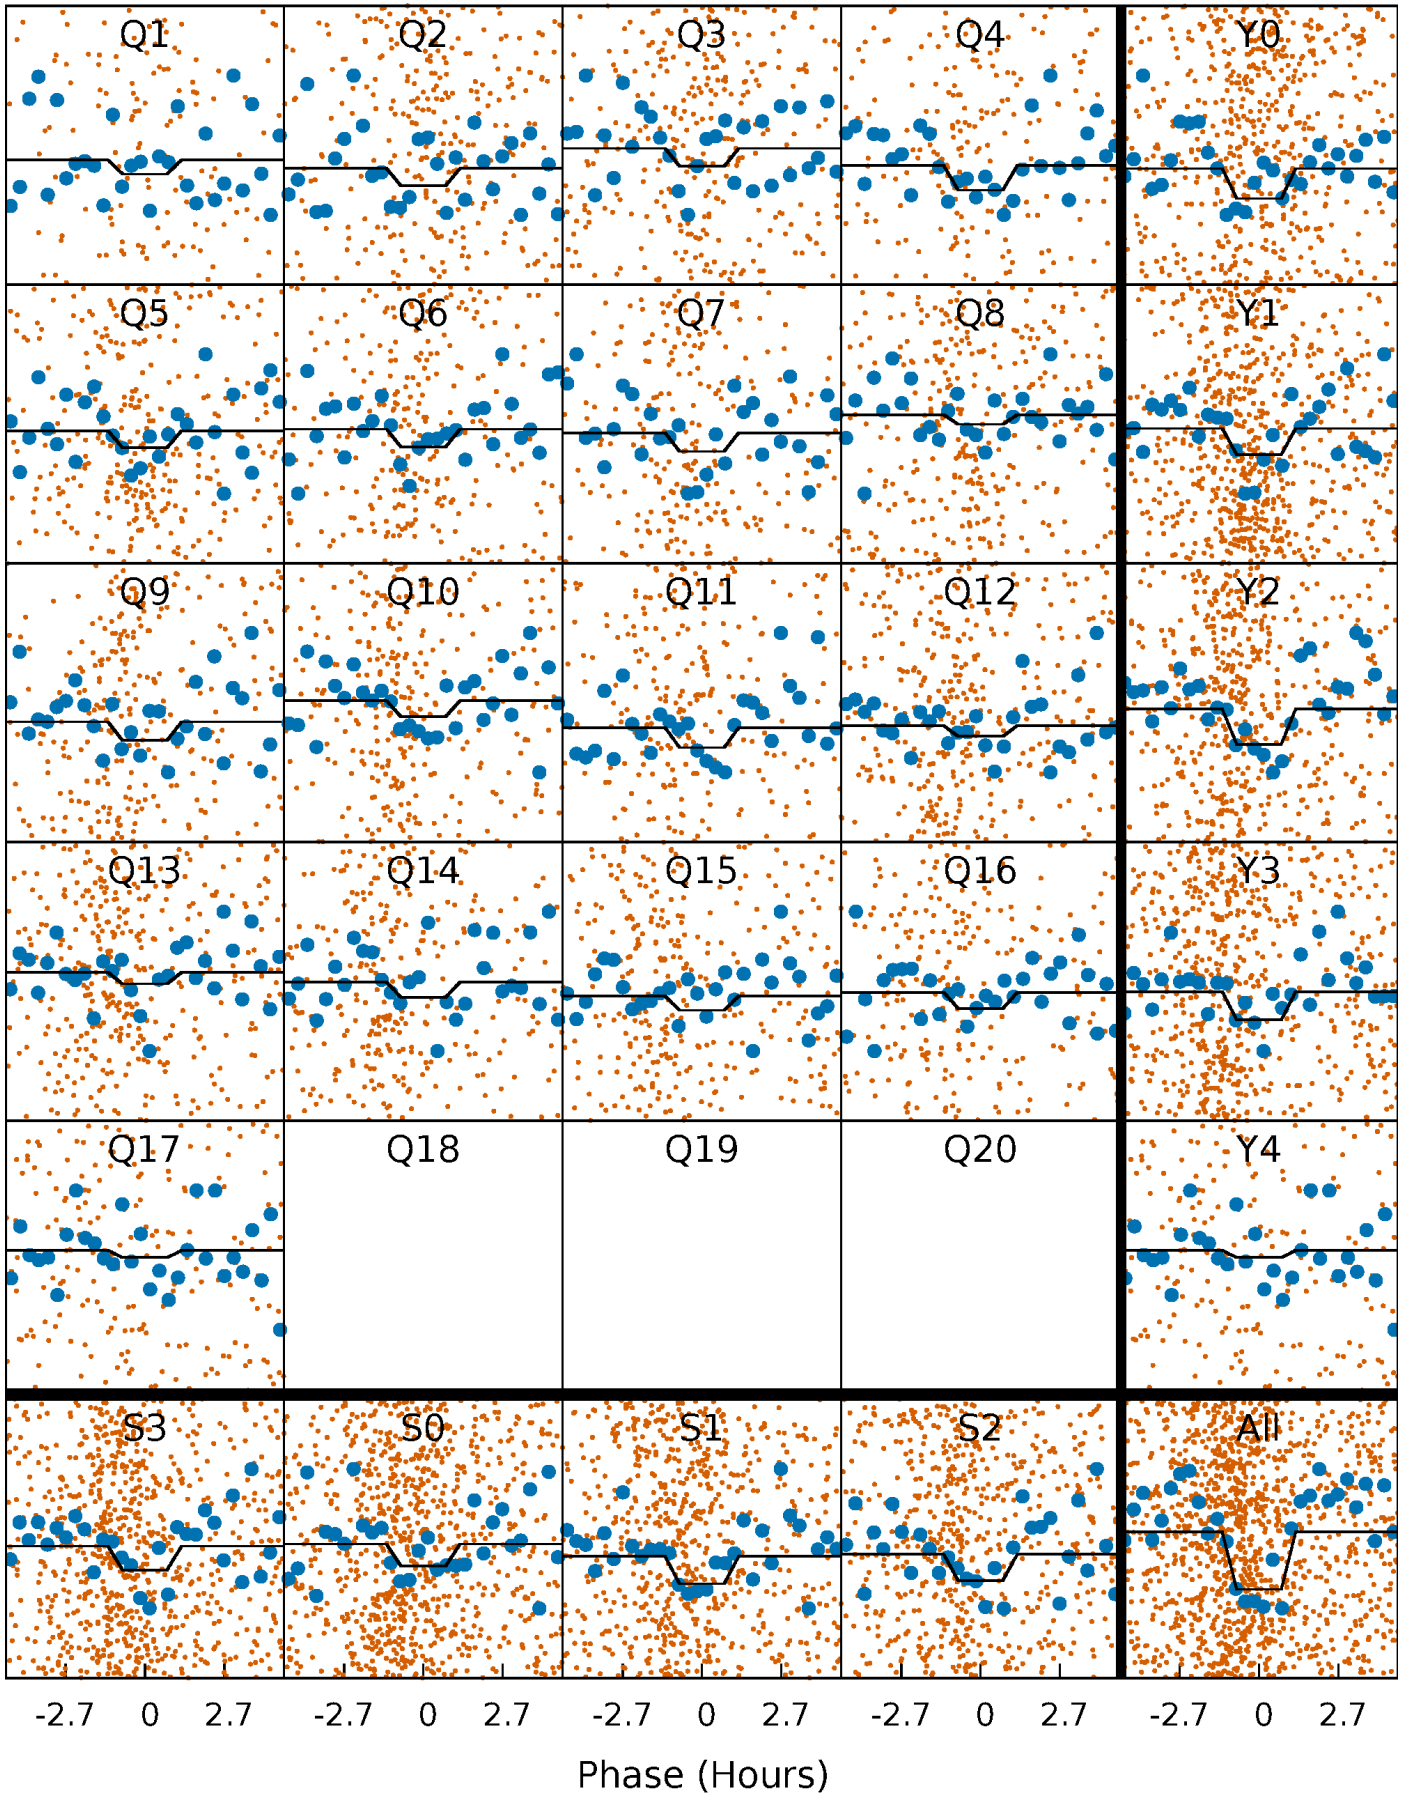 Q1 Q2 Q3 Q4 Y0
Q5 Q6 Q7 Q8 Y1
Q9 Q10 Q11 Q12 Y2
Q13 Q14 Q15 Q16 Y3
Q17 Q18 Q19 Q20 Y4
S3 S0 S1 S2 All
-2.7 0 2.7 -2.7 0 2.7 -2.7 0 2.7 -2.7 0 2.7 -2.7 0 2.7
Phase (Hours)